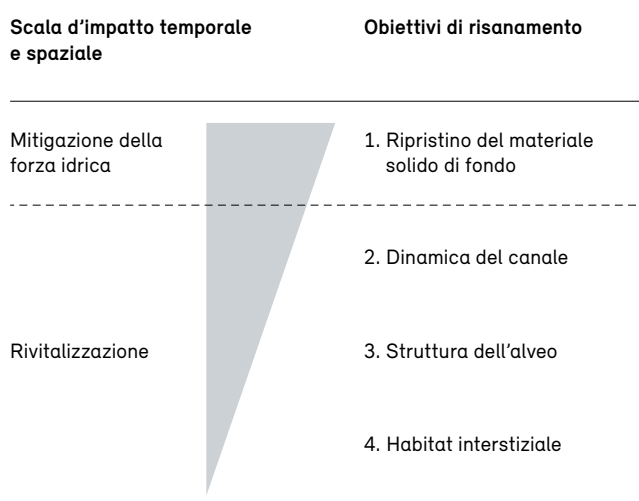 Scala d'impatto temporale
e spaziale
Obiettivi di risanamento
Mitigazione della
forza idrica
1. Ripristino del materiale
solido di fondo
2. Dinamica del canale
Rivitalizzazione
3. Struttura dell'alveo
4. Habitat interstiziale